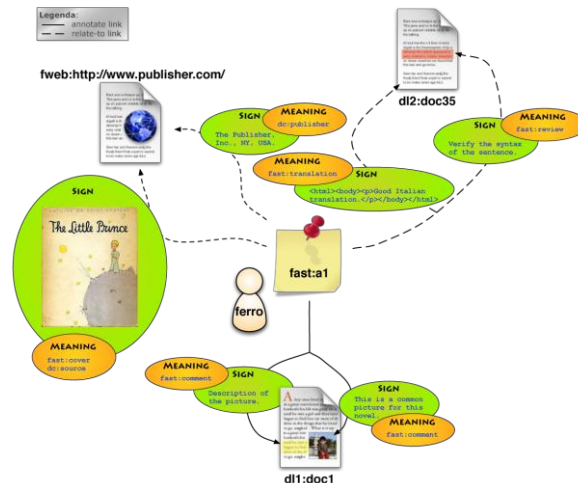 Legenda:
annotate link
relate-to link
fweb:http://www.publisher.com/
dl2:doc35
SIGN
The Publisher,
Inc., NY, USA.
MEANING
dc:publisher
MEANING
fast:review
SIGN
Verify the syntax
of the sentence.
MEANING
fast:translation
SIGN
<html><body><p>Good Italian
translation.</p></body></html>
SIGN
The Little Prince
MEANING
fast:cover
dc:source
fast:a1
ferro
MEANING
fast:comment
SIGN
Description of
the picture.
SIGN
This is a common
picture for this
novel.
MEANING
fast:comment
dl1:doc1